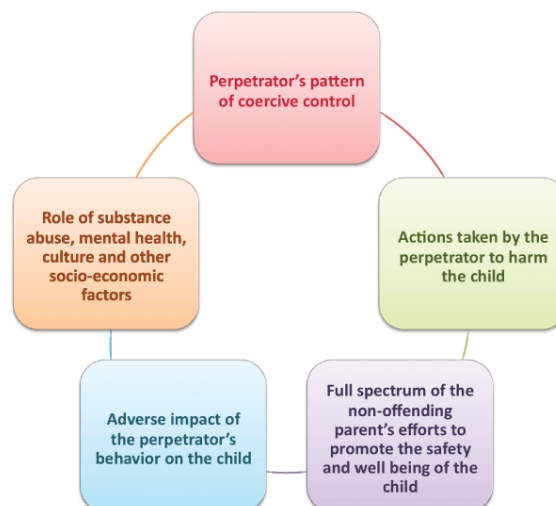 Perpetrator's pattern
of coercive control
Actions taken by the
perpetrator to harm
the child
Full spectrum of the
non-offending
parent's efforts to
promote the safety
and well being of the
child
Adverse impact of
the perpetrator's
behavior on the child
Role of substance
abuse, mental health,
culture and other
socio-economic
factors